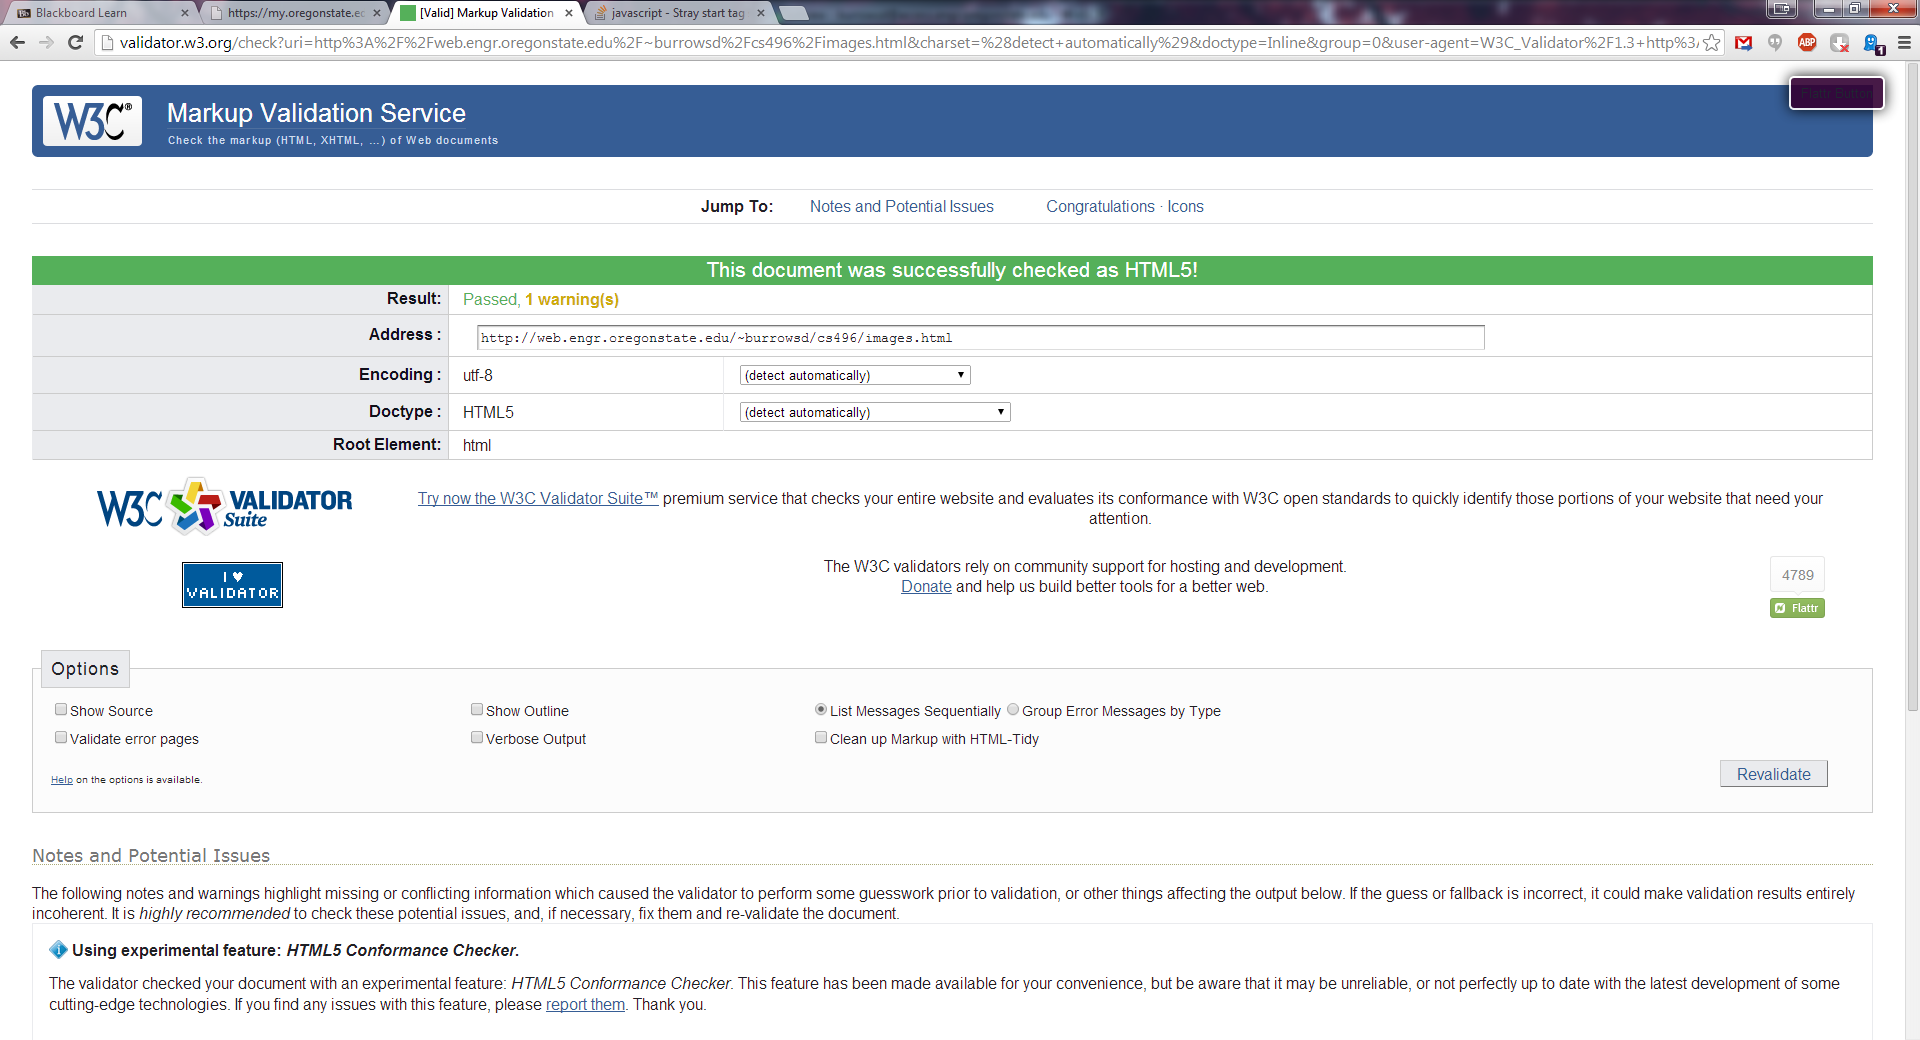 Bb Blackboard Learn
https://my.oregonstate.ec
[Valid] Markup Validation
javascript - Stray start tag
validator.w3.org/check?uri=http%3A%2F%2Fweb.engr.oregonstate.edu%2F~burrowsd%2Fcs496%2Fimages.html&charset=%28detect+automatically%29&doctype=Inline&group=0&user-agent=W3C_Validator%2F1.3+http%3A
ABP
1
W3C®
Markup Validation Service
Check the markup (HTML, XHTML, …) of Web documents
Flattr Button
Jump To: Notes and Potential Issues Congratulations · Icons
This document was successfully checked as HTML5!
Result: Passed, 1 warning(s)
Address : http://web.engr.oregonstate.edu/~burrowsd/cs496/images.html
Encoding : utf-8 (detect automatically)
Doctype : HTML5 (detect automatically)
Root Element: html
W3C VALIDATOR
Suite
Try now the W3C Validator Suite™ premium service that checks your entire website and evaluates its conformance with W3C open standards to quickly identify those portions of your website that need your
attention.
I ♥
VALIDATOR
The W3C validators rely on community support for hosting and development.
Donate and help us build better tools for a better web.
4789
Flattr
Options
Show Source Show Outline List Messages Sequentially Group Error Messages by Type
Validate error pages Verbose Output Clean up Markup with HTML-Tidy
Help on the options is available.
Revalidate
Notes and Potential Issues
The following notes and warnings highlight missing or conflicting information which caused the validator to perform some guesswork prior to validation, or other things affecting the output below. If the guess or fallback is incorrect, it could make validation results entirely
incoherent. It is highly recommended to check these potential issues, and, if necessary, fix them and re-validate the document.
Using experimental feature: HTML5 Conformance Checker.
The validator checked your document with an experimental feature: HTML5 Conformance Checker. This feature has been made available for your convenience, but be aware that it may be unreliable, or not perfectly up to date with the latest development of some
cutting-edge technologies. If you find any issues with this feature, please report them. Thank you.